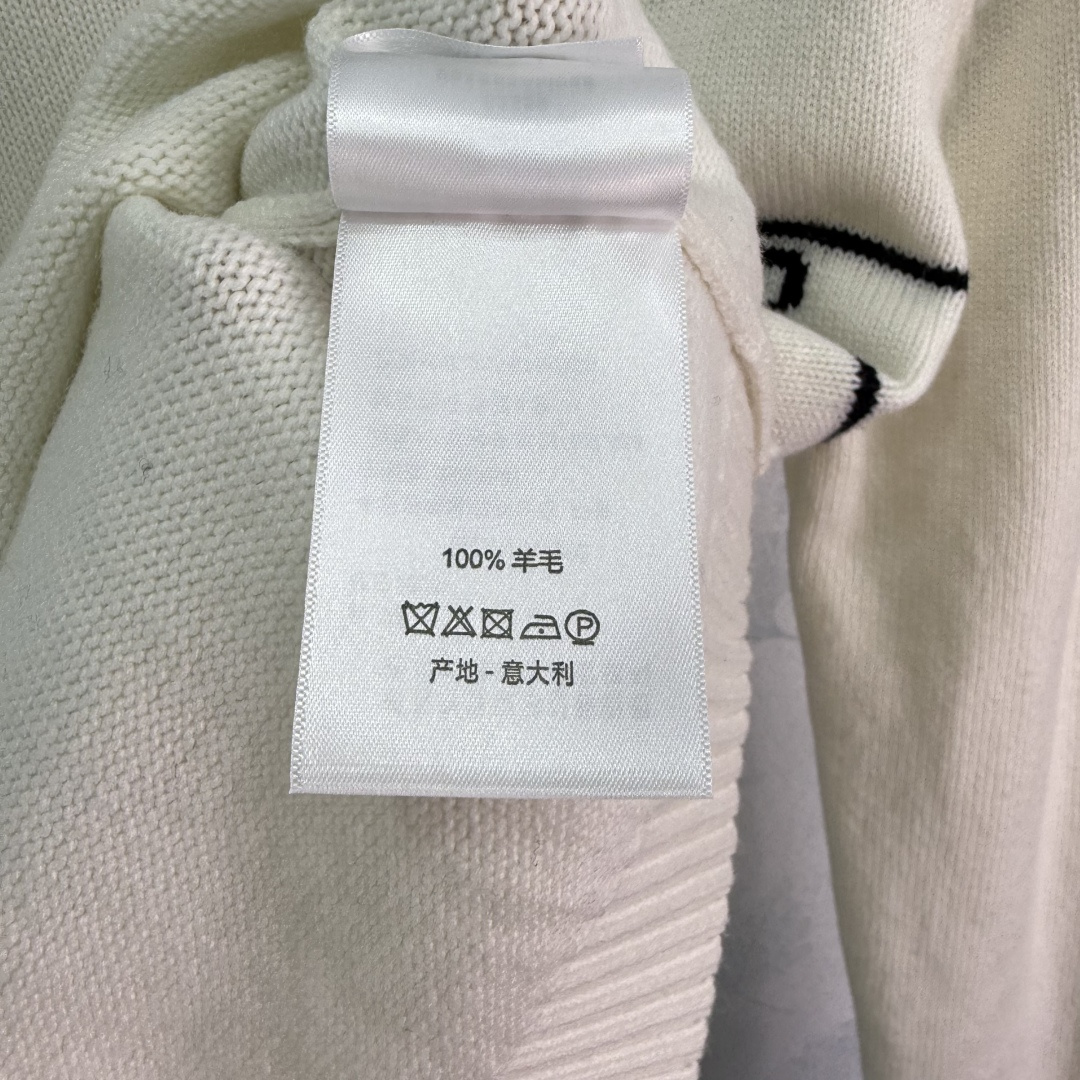 100% 羊毛
P
产地 - 意大利